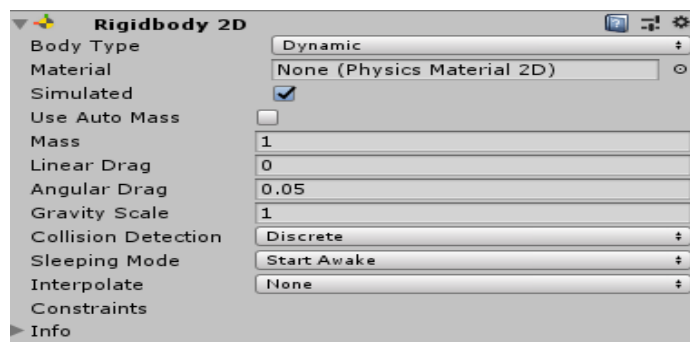 Rigidbody 2D
Body Type Dynamic
Material None (Physics Material 2D)
Simulated
Use Auto Mass
Mass 1
Linear Drag 0
Angular Drag 0.05
Gravity Scale 1
Collision Detection Discrete
Sleeping Mode Start Awake
Interpolate None
Constraints
Info